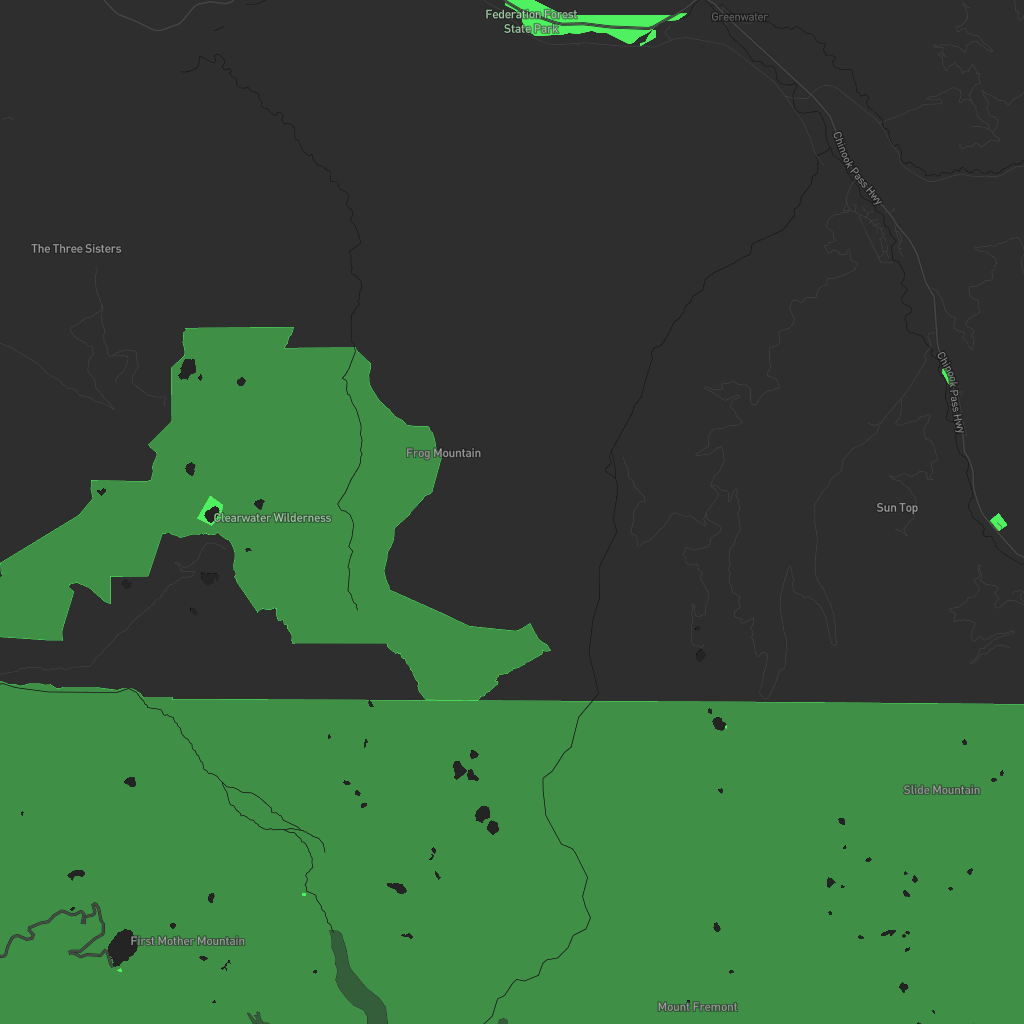 Federation Forest
State Park
Greenwater
Chinook Pass Hwy
The Three Sisters
Chinook Pass Hwy
Frog Mountain
Sun Top
Clearwater Wilderness
Slide Mountain
First Mother Mountain
Mount Fremont